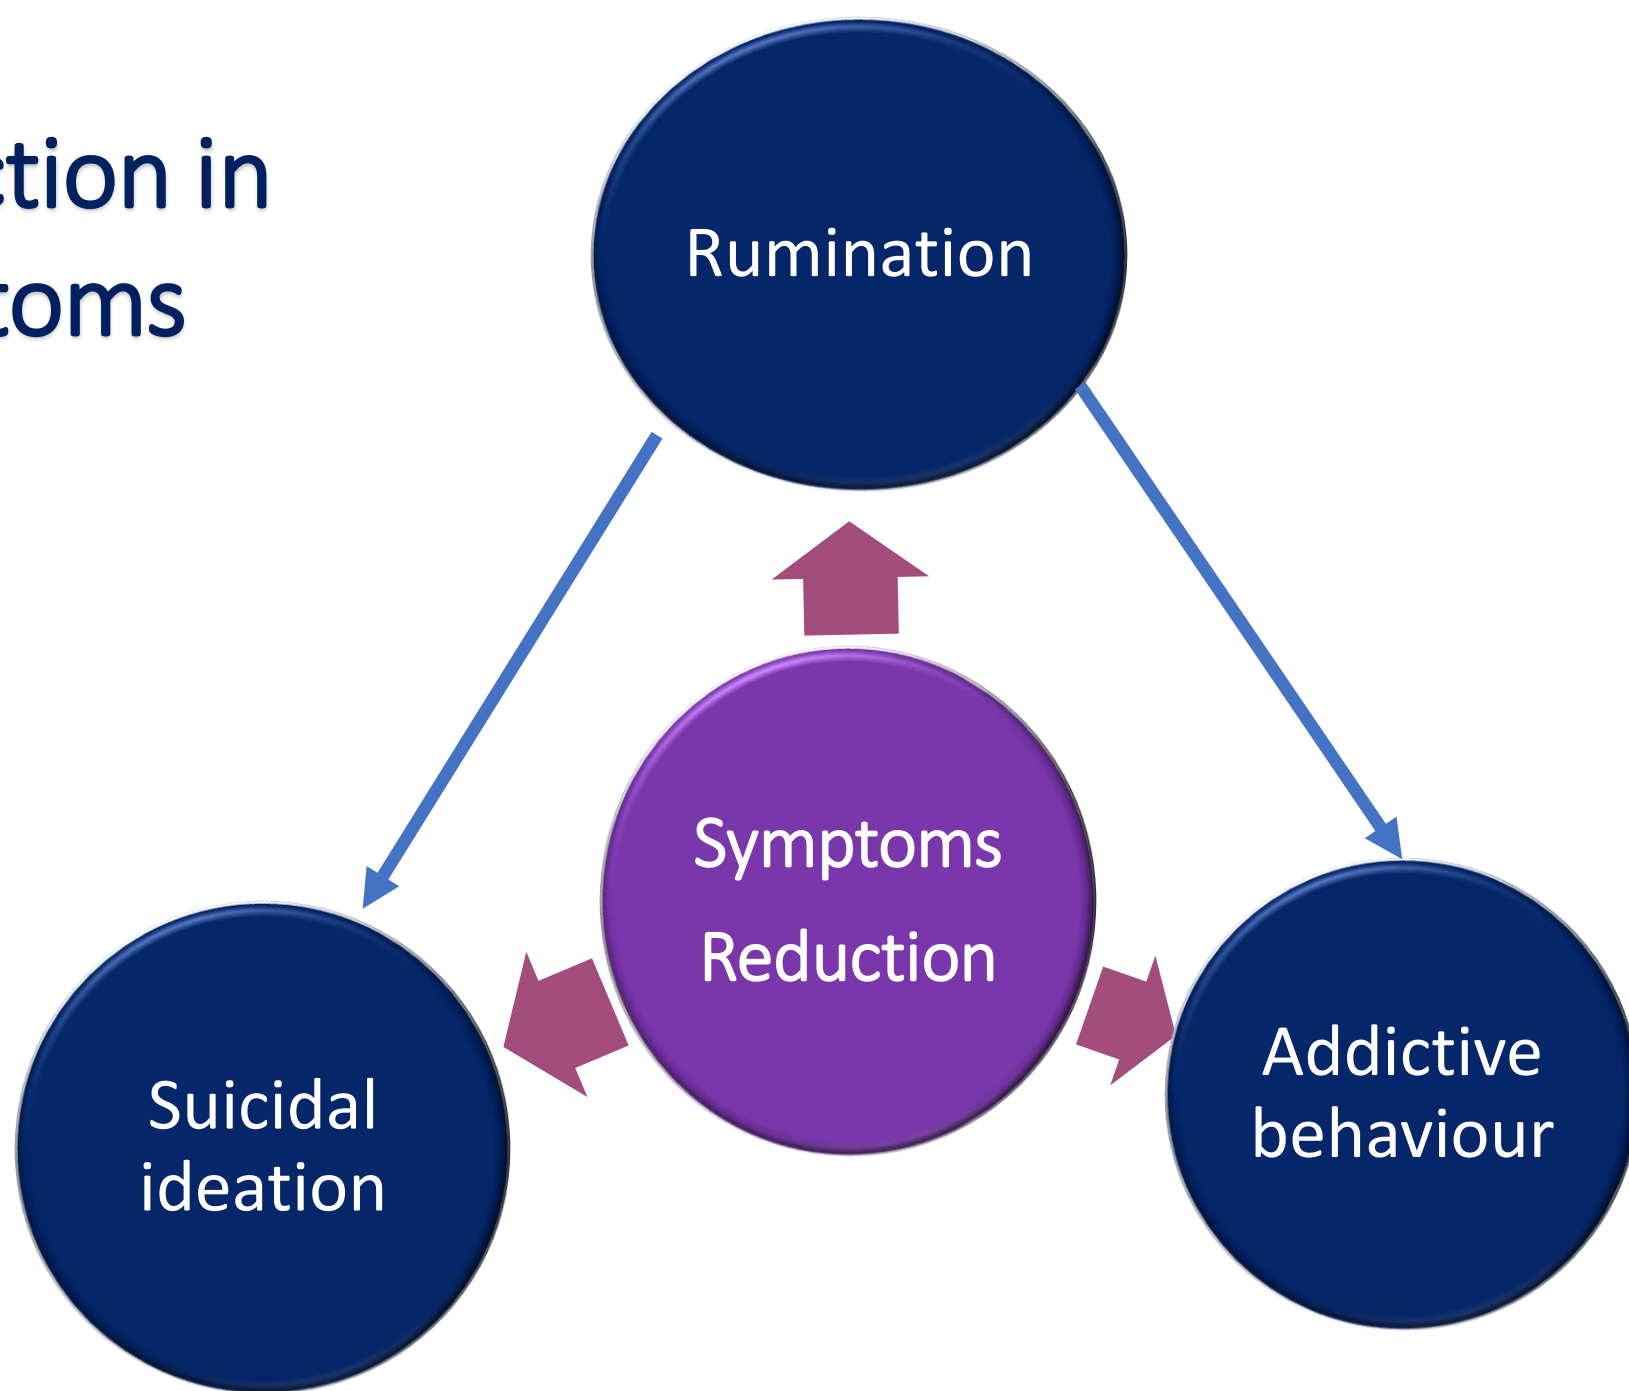 ction in
toms
Rumination
Symptoms
Reduction
Suicidal
ideation
Addictive
behaviour